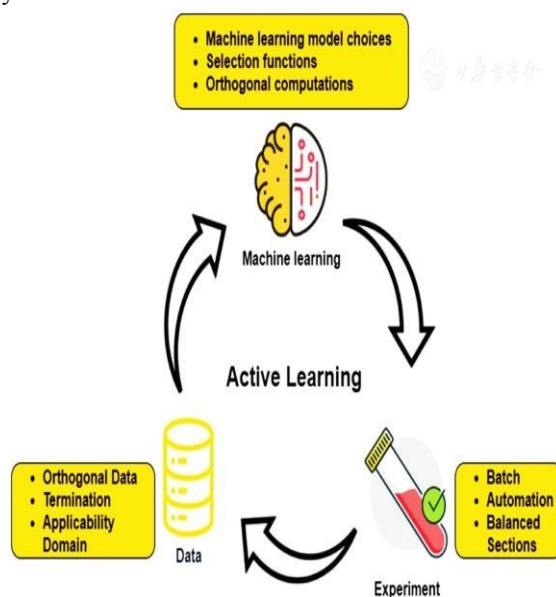 y
• Machine learning model choices
• Selection functions
• Orthogonal computations
Machine learning
Active Learning
• Orthogonal Data
• Termination
• Applicability
Domain
Data
• Batch
• Automation
• Balanced
Sections
Experiment